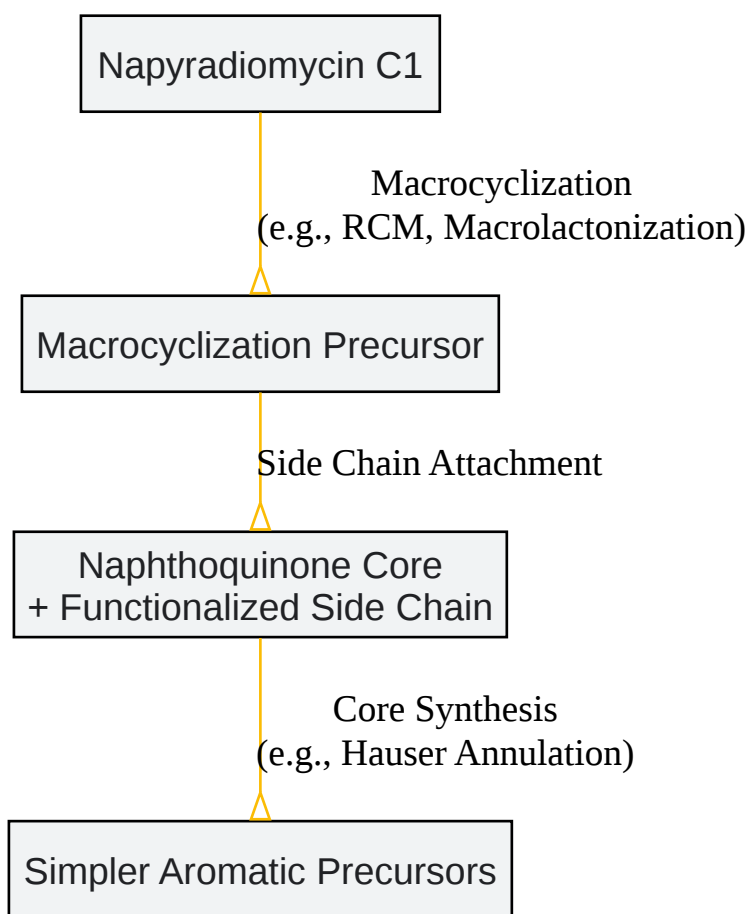 Napyradiomycin C1
Macrocyclization
(e.g., RCM, Macrolactonization)
Macrocyclization Precursor
Side Chain Attachment
Naphthoquinone Core
+ Functionalized Side Chain
Core Synthesis
(e.g., Hauser Annulation)
Simpler Aromatic Precursors